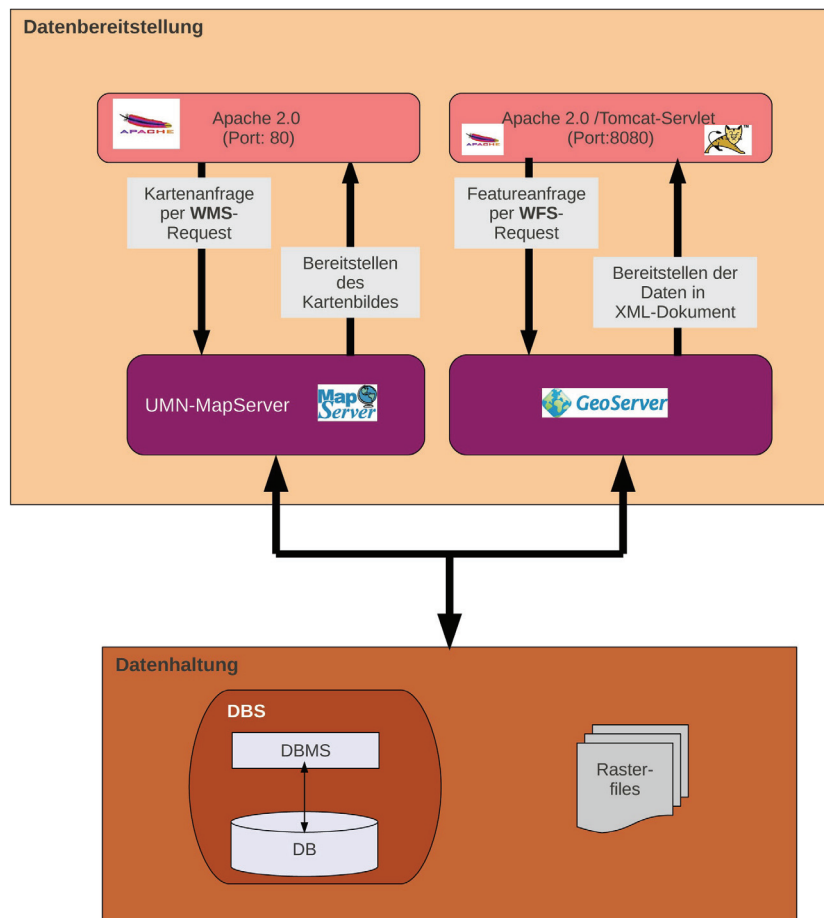 Datenbereitstellung
APACHE
Apache 2.0
(Port: 80)
APACHE
Apache 2.0 /Tomcat-Servlet
(Port:8080)
TM
Kartenanfrage
per WMS-
Request
Bereitstellen
des
Kartenbildes
Featureanfrage
per WFS-
Request
Bereitstellen der
Daten in
XML-Dokument
UMN-MapServer
Map
Server
GeoServer
Datenhaltung
DBS
DBMS
DB
Raster-
files